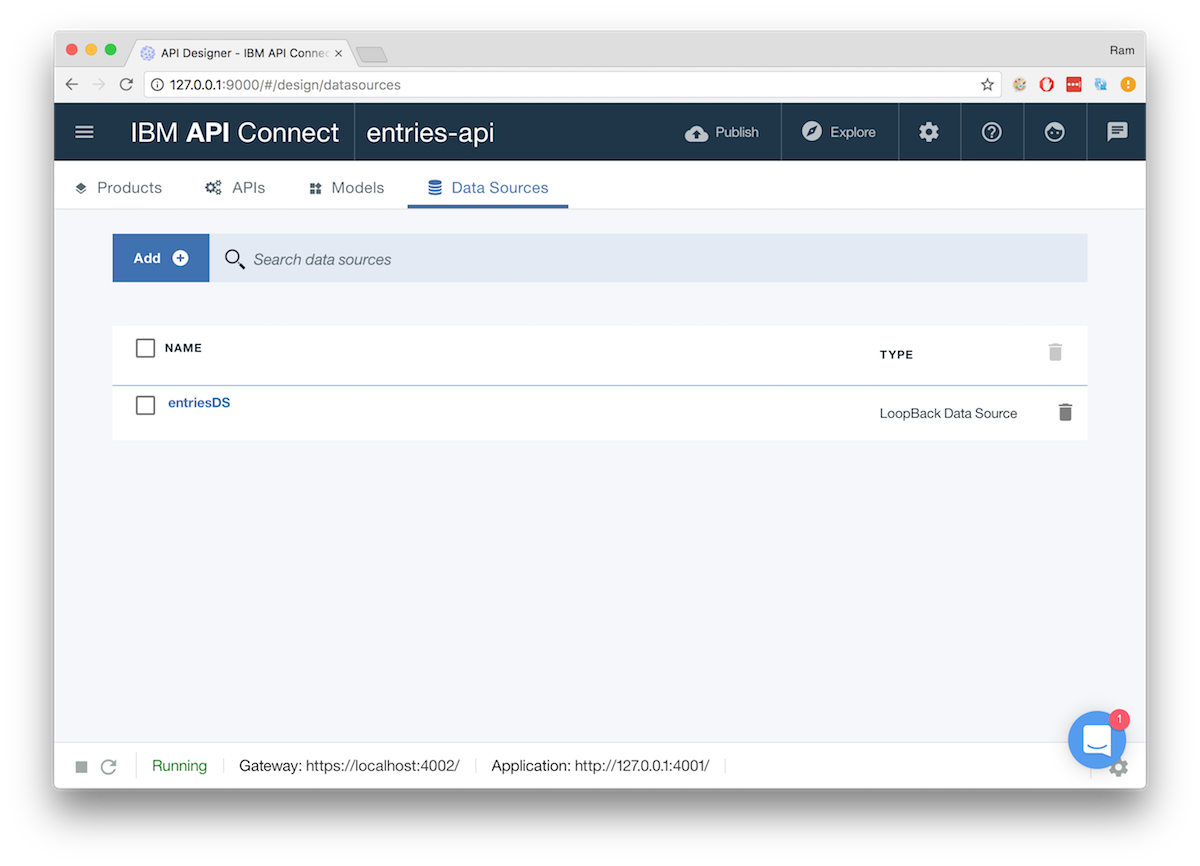 API Designer - IBM API Connec
Ram
127.0.0.1:9000/#/design/datasources
IBM API Connect
entries-api
Publish
Explore
Products
APIs
Models
Data Sources
Add
Search data sources
NAME
TYPE
entriesDS
LoopBack Data Source
1
Running
Gateway: https://localhost:4002/
Application: http://127.0.0.1:4001/